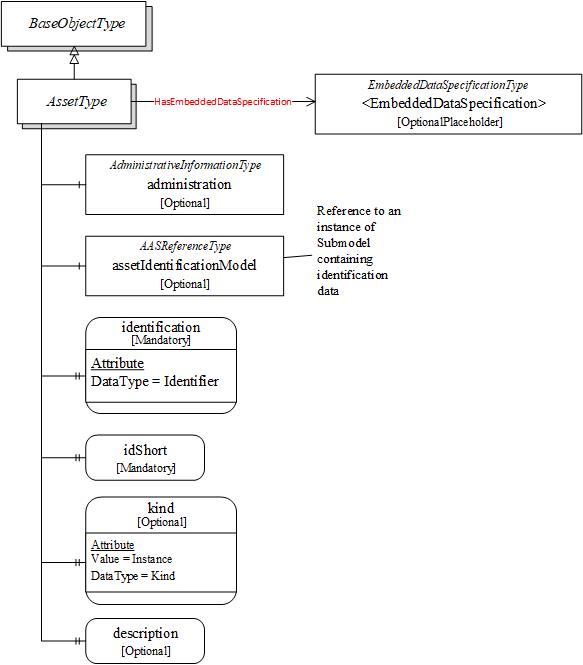 BaseObjectType
AssetType
HasEmbeddedDataSpecification
EmbeddedDataSpecificationType
<EmbeddedDataSpecification>
[OptionalPlaceholder]
AdministrativeInformationType
administration
[Optional]
AASReferenceType
assetIdentificationModel
[Optional]
Reference to an
instance of
Submodel
containing
identification
data
identification
[Mandatory]
Attribute
DataType = Identifier
idShort
[Mandatory]
kind
[Optional]
Attribute
Value = Instance
DataType = Kind
description
[Optional]